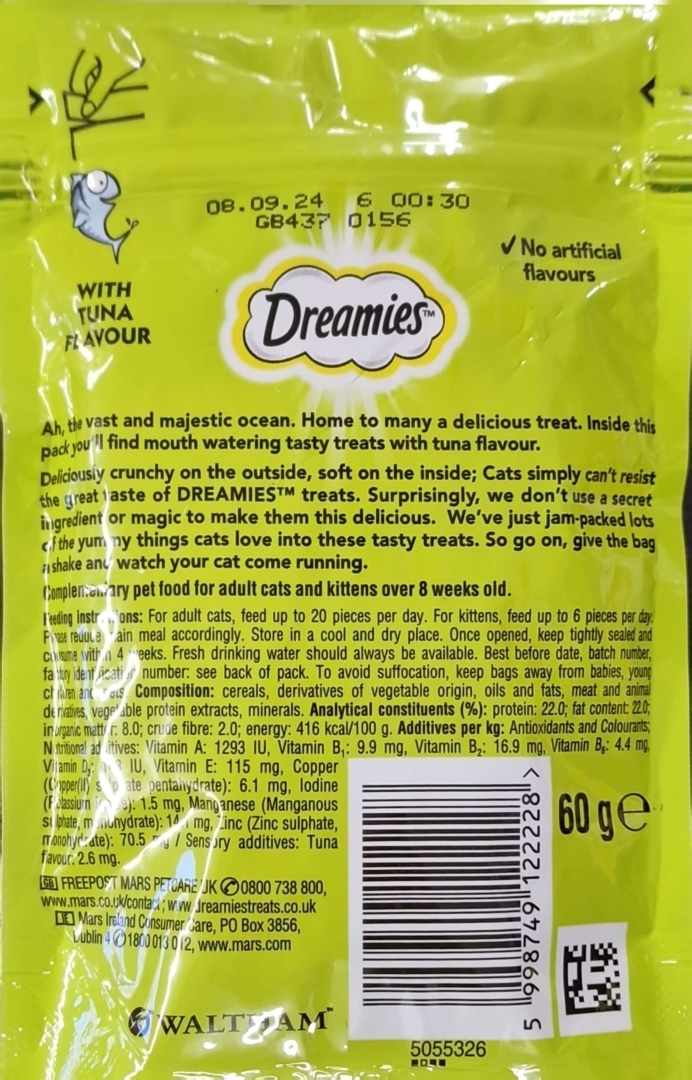 08.09.24 6 00:30
GB437 0156
✓ No artificial
flavours
WITH
TUNA
FLAVOUR
Dreamies™
Ah, the vast and majestic ocean. Home to many a delicious treat. Inside this
pack you'll find mouth watering tasty treats with tuna flavour.
Deliciously crunchy on the outside, soft on the inside; Cats simply can't resist
the great taste of DREAMIES™ treats. Surprisingly, we don't use a secret
ingredient or magic to make them this delicious. We've just jam-packed lots
of the yummy things cats love into these tasty treats. So go on, give the bag
a shake and watch your cat come running.
Complementary pet food for adult cats and kittens over 8 weeks old.
Feeding instructions: For adult cats, feed up to 20 pieces per day. For kittens, feed up to 6 pieces per day.
Please reduce main meal accordingly. Store in a cool and dry place. Once opened, keep tightly sealed and
consume within 4 weeks. Fresh drinking water should always be available. Best before date, batch number,
factory identification number: see back of pack. To avoid suffocation, keep bags away from babies, young
children and pets. Composition: cereals, derivatives of vegetable origin, oils and fats, meat and animal
derivatives, vegetable protein extracts, minerals. Analytical constituents (%): protein: 22.0; fat content: 22.0;
inorganic matter: 8.0; crude fibre: 2.0; energy: 416 kcal/100 g. Additives per kg: Antioxidants and Colourants;
Nutritional additives: Vitamin A: 1293 IU, Vitamin B₁: 9.9 mg, Vitamin B₂: 16.9 mg, Vitamin B₆: 4.4 mg,
Vitamin D₃: IU, Vitamin E: 115 mg, Copper
(Copper(II) sulphate pentahydrate): 6.1 mg, Iodine
(Potassium iodide): 1.5 mg, Manganese (Manganous
sulphate, monohydrate): mg, Zinc (Zinc sulphate,
monohydrate): 70.5 mg / Sensory additives: Tuna
flavour: 2.6 mg.
GB FREEPOST MARS PETCARE UK ✆0800 738 800,
www.mars.co.uk/contact; www.dreamiestreats.co.uk
IE Mars Ireland Consumer Care, PO Box 3856,
Dublin 4 ✆1800 013 012, www.mars.com
60 g e
5 998749 122228 >
WALTHAM™
5055326